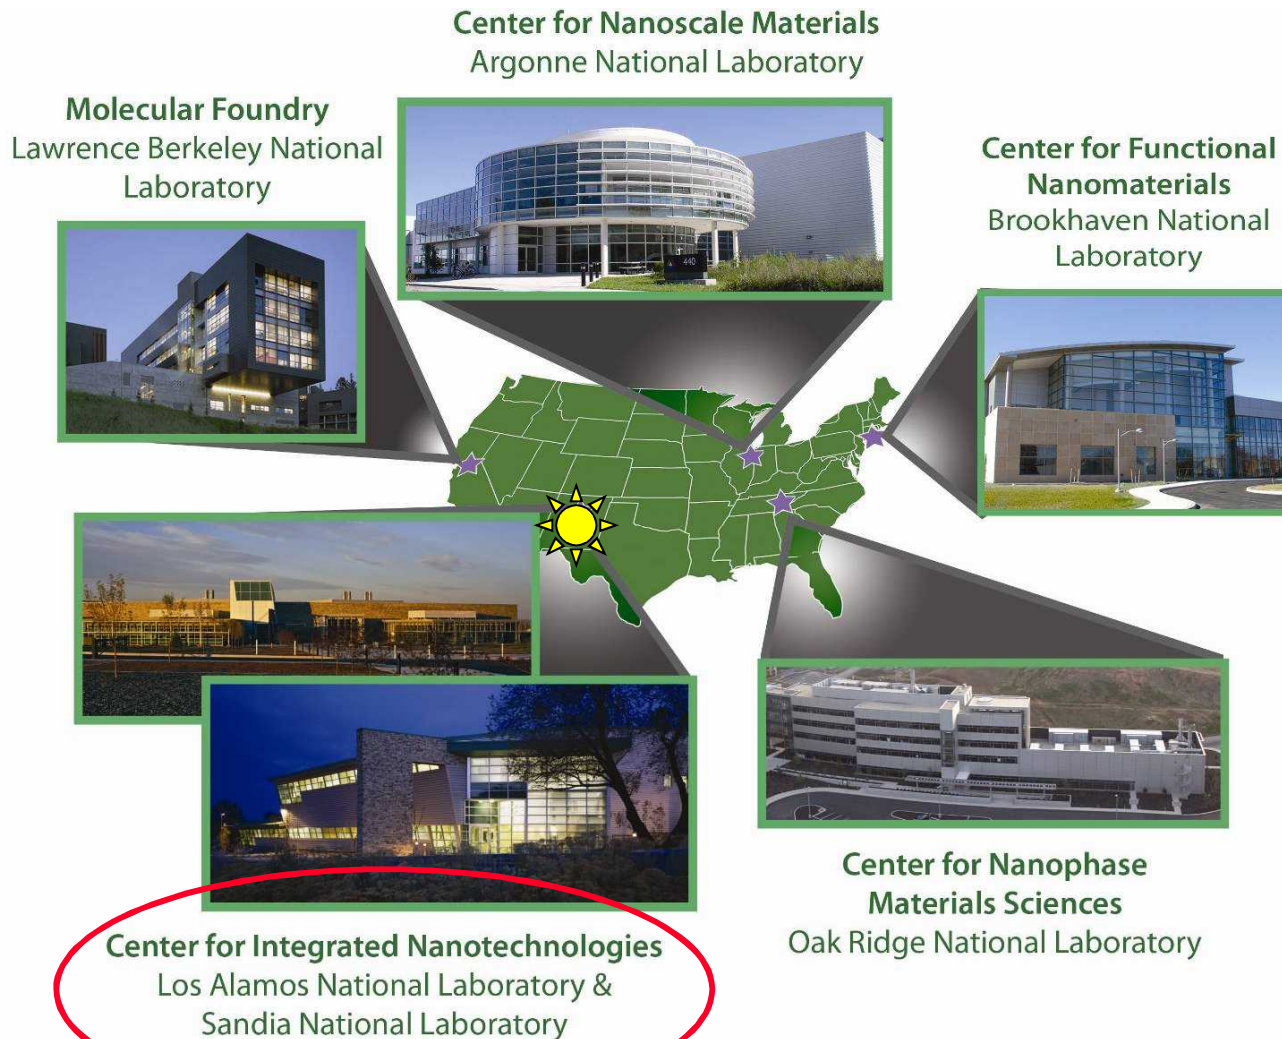 Center for Nanoscale Materials
Argonne National Laboratory
Molecular Foundry
Lawrence Berkeley National
Laboratory
Center for Functional
Nanomaterials
Brookhaven National
Laboratory
440
Center for Nanophase
Materials Sciences
Oak Ridge National Laboratory
Center for Integrated Nanotechnologies
Los Alamos National Laboratory &
Sandia National Laboratory